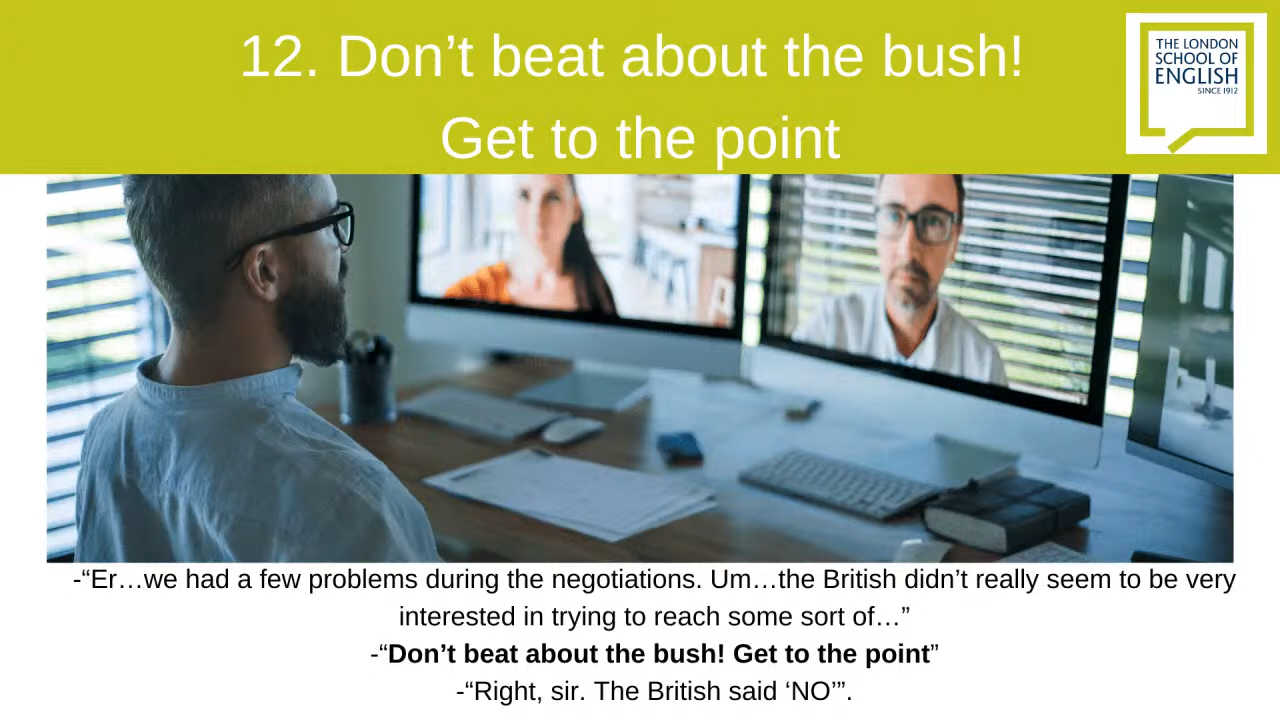 12. Don’t beat about the bush!
Get to the point
THE LONDON
SCHOOL OF
ENGLISH
SINCE 1912
-“Er…we had a few problems during the negotiations. Um…the British didn’t really seem to be very
interested in trying to reach some sort of…”
-“Don’t beat about the bush! Get to the point”
-“Right, sir. The British said ‘NO’”.